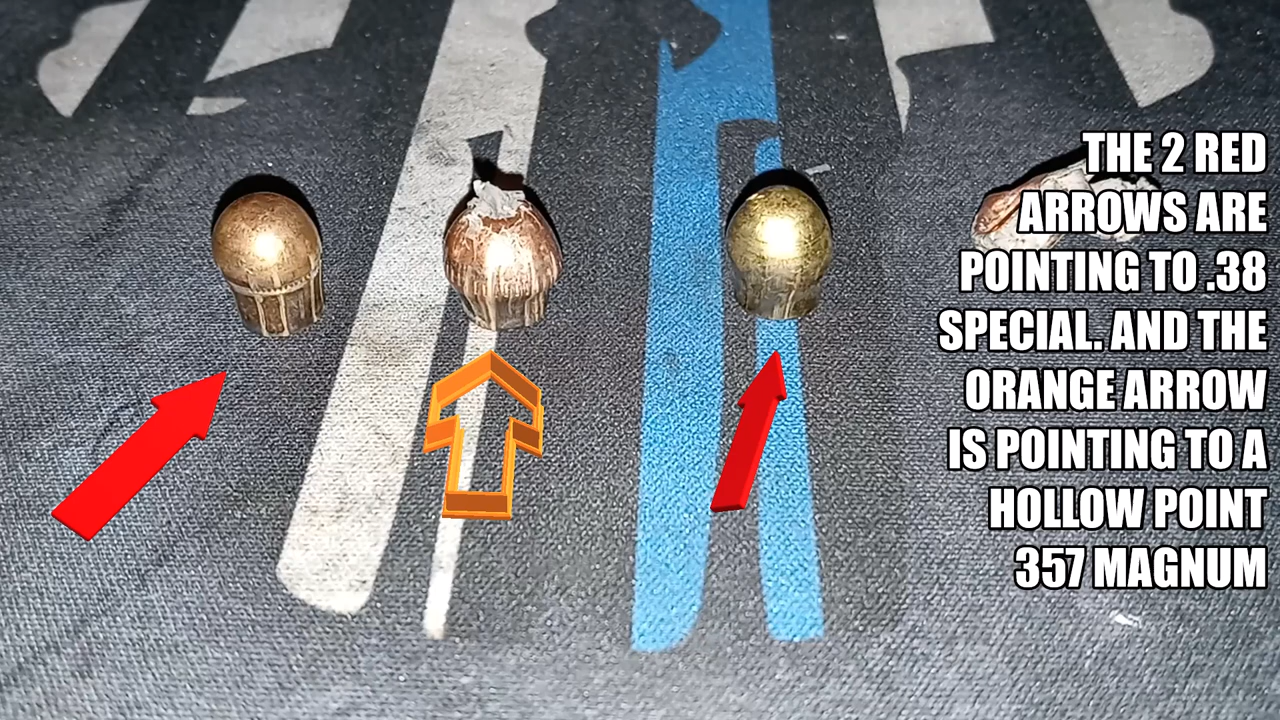 THE 2 RED
ARROWS ARE
POINTING TO .38
SPECIAL. AND THE
ORANGE ARROW
IS POINTING TO A
HOLLOW POINT
357 MAGNUM